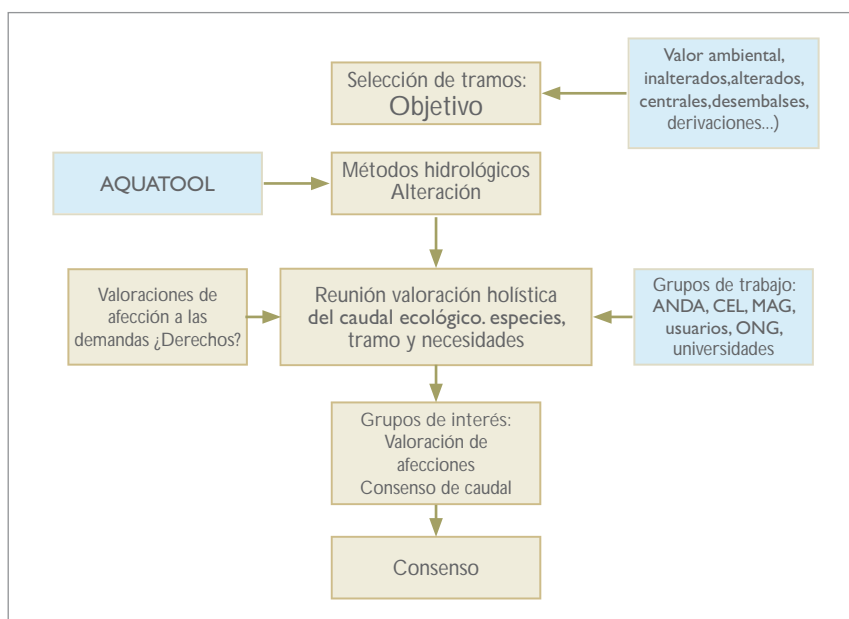 Selección de tramos:
Objetivo
Valor ambiental,
inalterados,alterados,
centrales,desembalses,
derivaciones...)
AQUATOOL
Métodos hidrológicos
Alteración
Valoraciones de
afección a las
demandas ¿Derechos?
Reunión valoración holística
del caudal ecológico. especies,
tramo y necesidades
Grupos de trabajo:
ANDA, CEL, MAG,
usuarios, ONG,
universidades
Grupos de interés:
Valoración de
afecciones
Consenso de caudal
Consenso